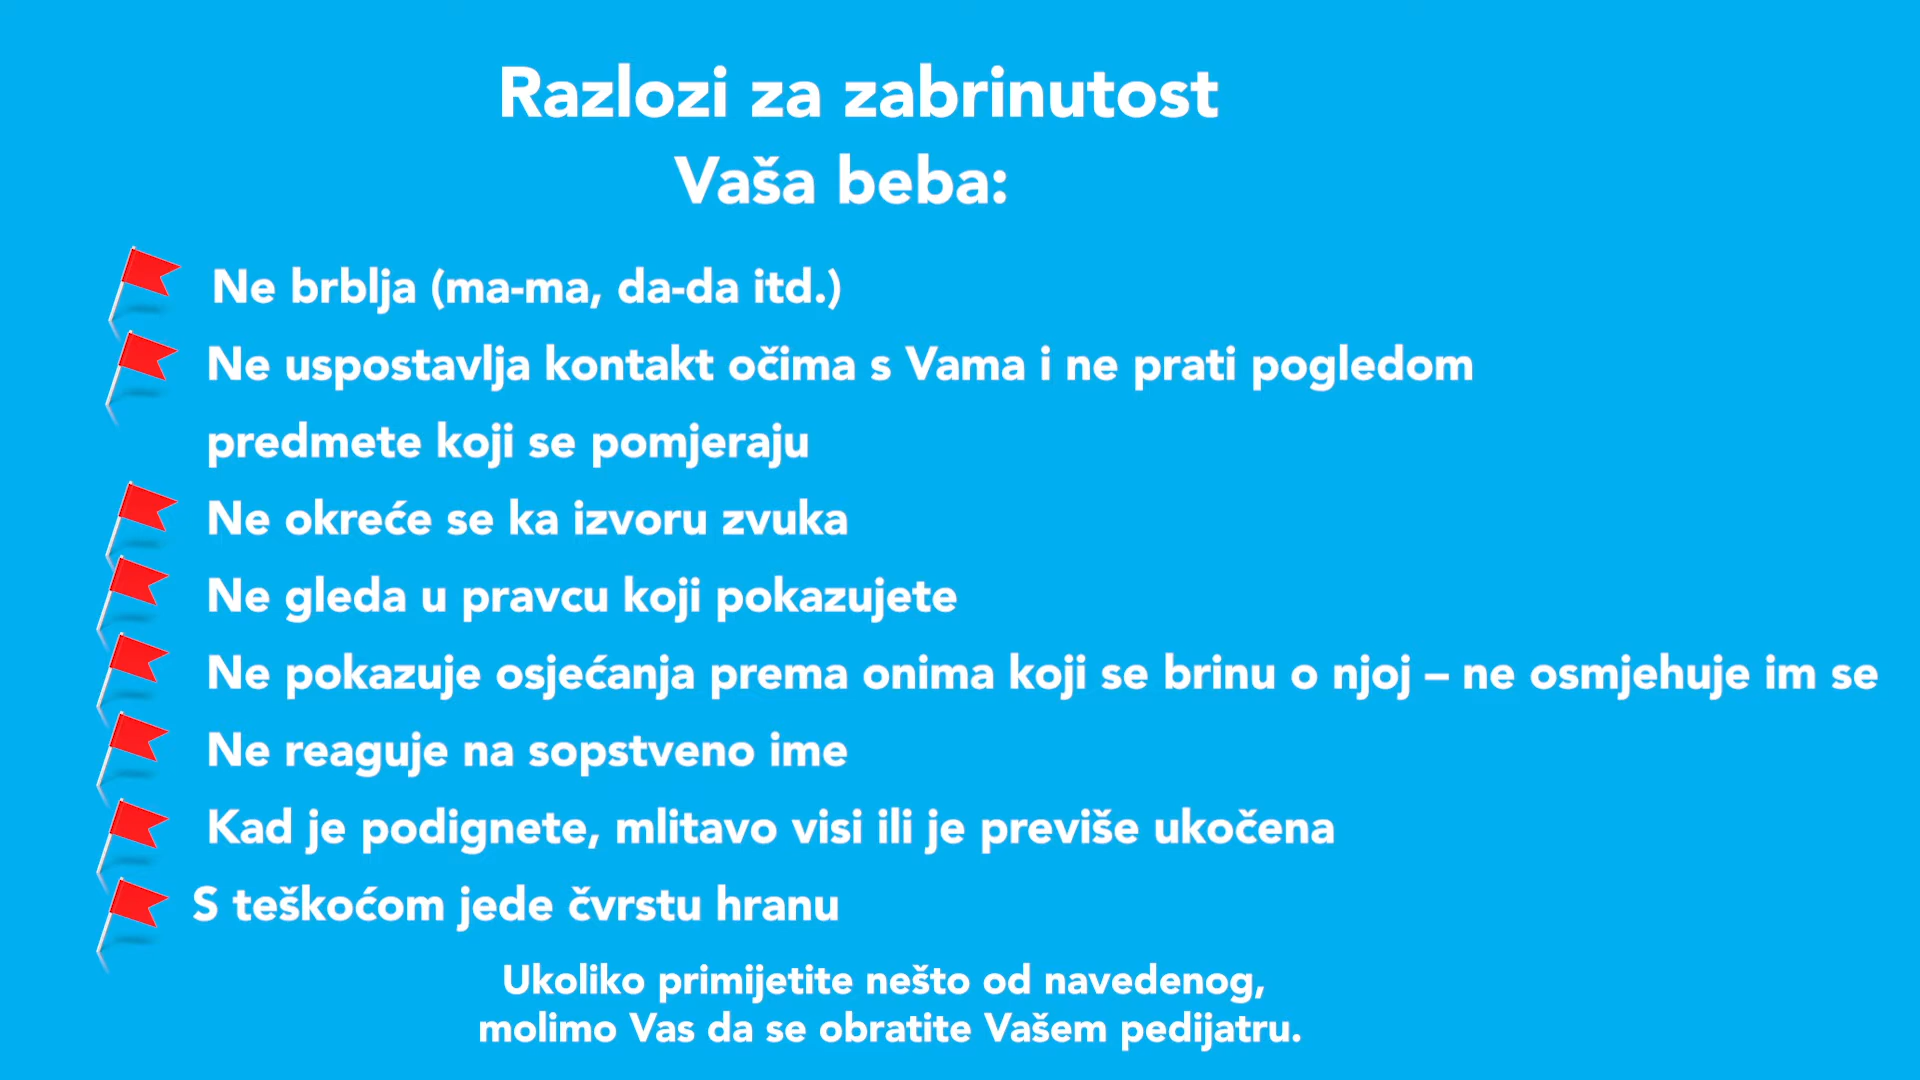 Razlozi za zabrinutost
Vaša beba:
Ne brblja (ma-ma, da-da itd.)
Ne uspostavlja kontakt očima s Vama i ne prati pogledom
predmete koji se pomjeraju
Ne okreće se ka izvoru zvuka
Ne gleda u pravcu koji pokazujete
Ne pokazuje osjećanja prema onima koji se brinu o njoj – ne osmjehuje im se
Ne reaguje na sopstveno ime
Kad je podignete, mlitavo visi ili je previše ukočena
S teškoćom jede čvrstu hranu
Ukoliko primijetite nešto od navedenog,
molimo Vas da se obratite Vašem pedijatru.